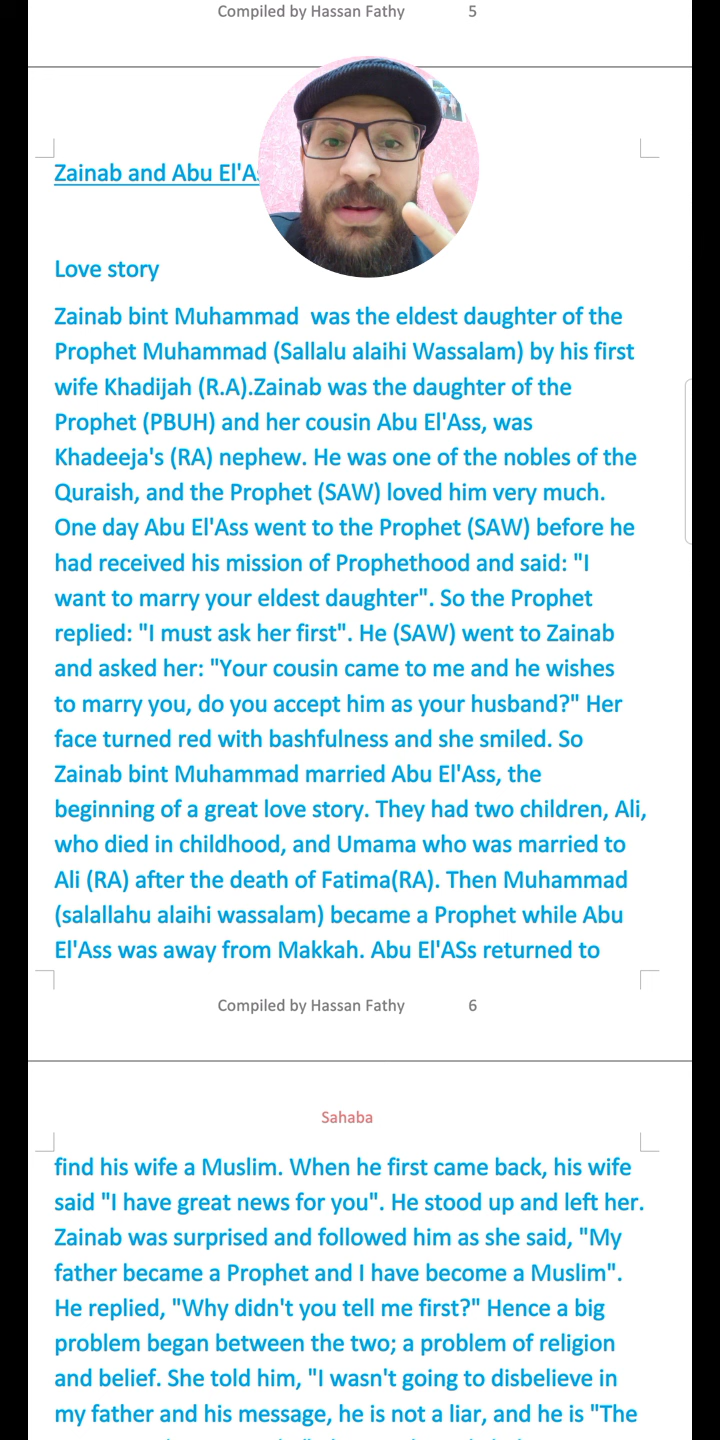 Compiled by Hassan Fathy 5
Zainab and Abu El'A
Love story
Zainab bint Muhammad  was the eldest daughter of the
Prophet Muhammad (Sallalu alaihi Wassalam) by his first
wife Khadijah (R.A).Zainab was the daughter of the
Prophet (PBUH) and her cousin Abu El'Ass, was
Khadeeja's (RA) nephew. He was one of the nobles of the
Quraish, and the Prophet (SAW) loved him very much.
One day Abu El'Ass went to the Prophet (SAW) before he
had received his mission of Prophethood and said: "I
want to marry your eldest daughter". So the Prophet
replied: "I must ask her first". He (SAW) went to Zainab
and asked her: "Your cousin came to me and he wishes
to marry you, do you accept him as your husband?" Her
face turned red with bashfulness and she smiled. So
Zainab bint Muhammad married Abu El'Ass, the
beginning of a great love story. They had two children, Ali,
who died in childhood, and Umama who was married to
Ali (RA) after the death of Fatima(RA). Then Muhammad
(salallahu alaihi wassalam) became a Prophet while Abu
El'Ass was away from Makkah. Abu El'ASs returned to
Compiled by Hassan Fathy 6
Sahaba
find his wife a Muslim. When he first came back, his wife
said "I have great news for you". He stood up and left her.
Zainab was surprised and followed him as she said, "My
father became a Prophet and I have become a Muslim".
He replied, "Why didn't you tell me first?" Hence a big
problem began between the two; a problem of religion
and belief. She told him, "I wasn't going to disbelieve in
my father and his message, he is not a liar, and he is "The